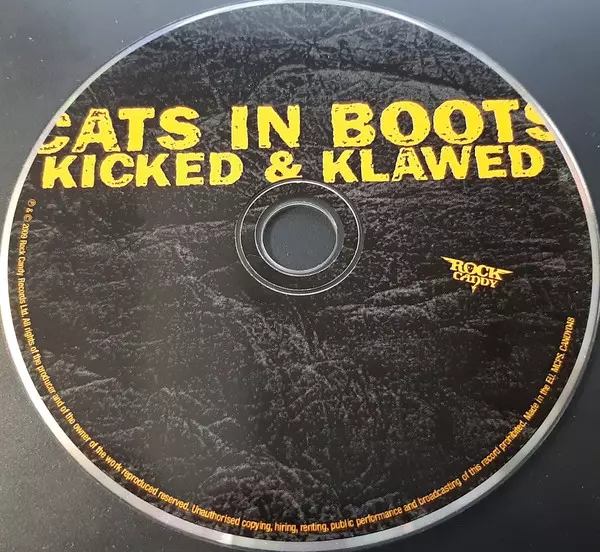 CATS IN BOOTS
KICKED & KLAWED
ROCK
CANDY
℗ & © 2009 Rock Candy Records Ltd. All rights of the producer and of the owner of the work reproduced reserved. Unauthorised copying, hiring, renting, public performance and broadcasting of this record prohibited. Made in the EU. MCPS. CANDY048